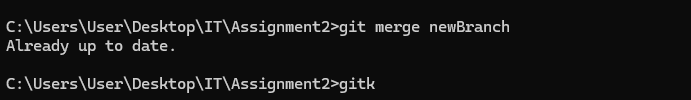 C:\Users\User\Desktop\IT\Assignment2>git merge newBranch
Already up to date.
C:\Users\User\Desktop\IT\Assignment2>gitk